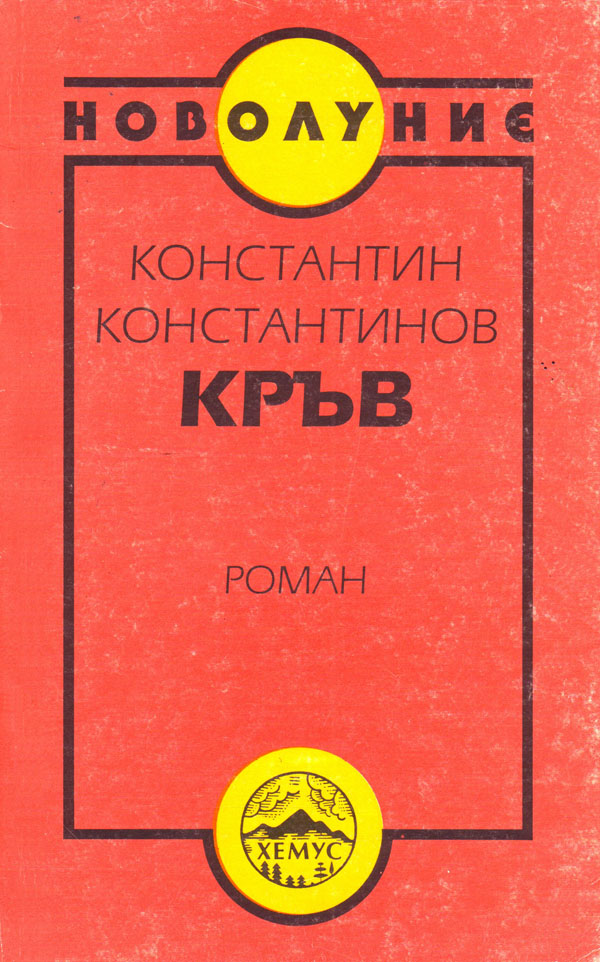 НОВОЛУНИЕ
КОНСТАНТИН
КОНСТАНТИНОВ
КРЪВ
РОМАН
ХЕМУС